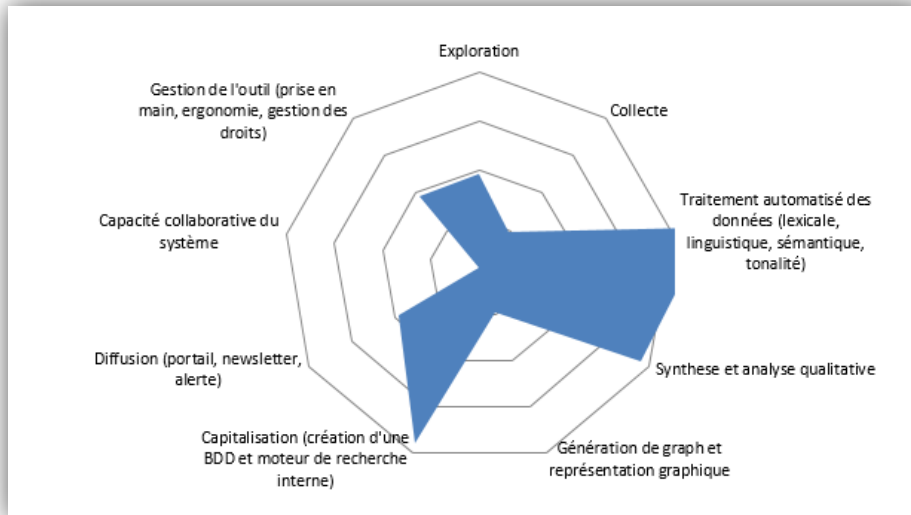 Exploration
Collecte
Traitement automatisé des
données (lexicale,
linguistique, sémantique,
tonalité)
Synthese et analyse qualitative
Génération de graph et
représentation graphique
Capitalisation (création d'une
BDD et moteur de recherche
interne)
Diffusion (portail, newsletter,
alerte)
Capacité collaborative du
système
Gestion de l'outil (prise en
main, ergonomie, gestion des
droits)